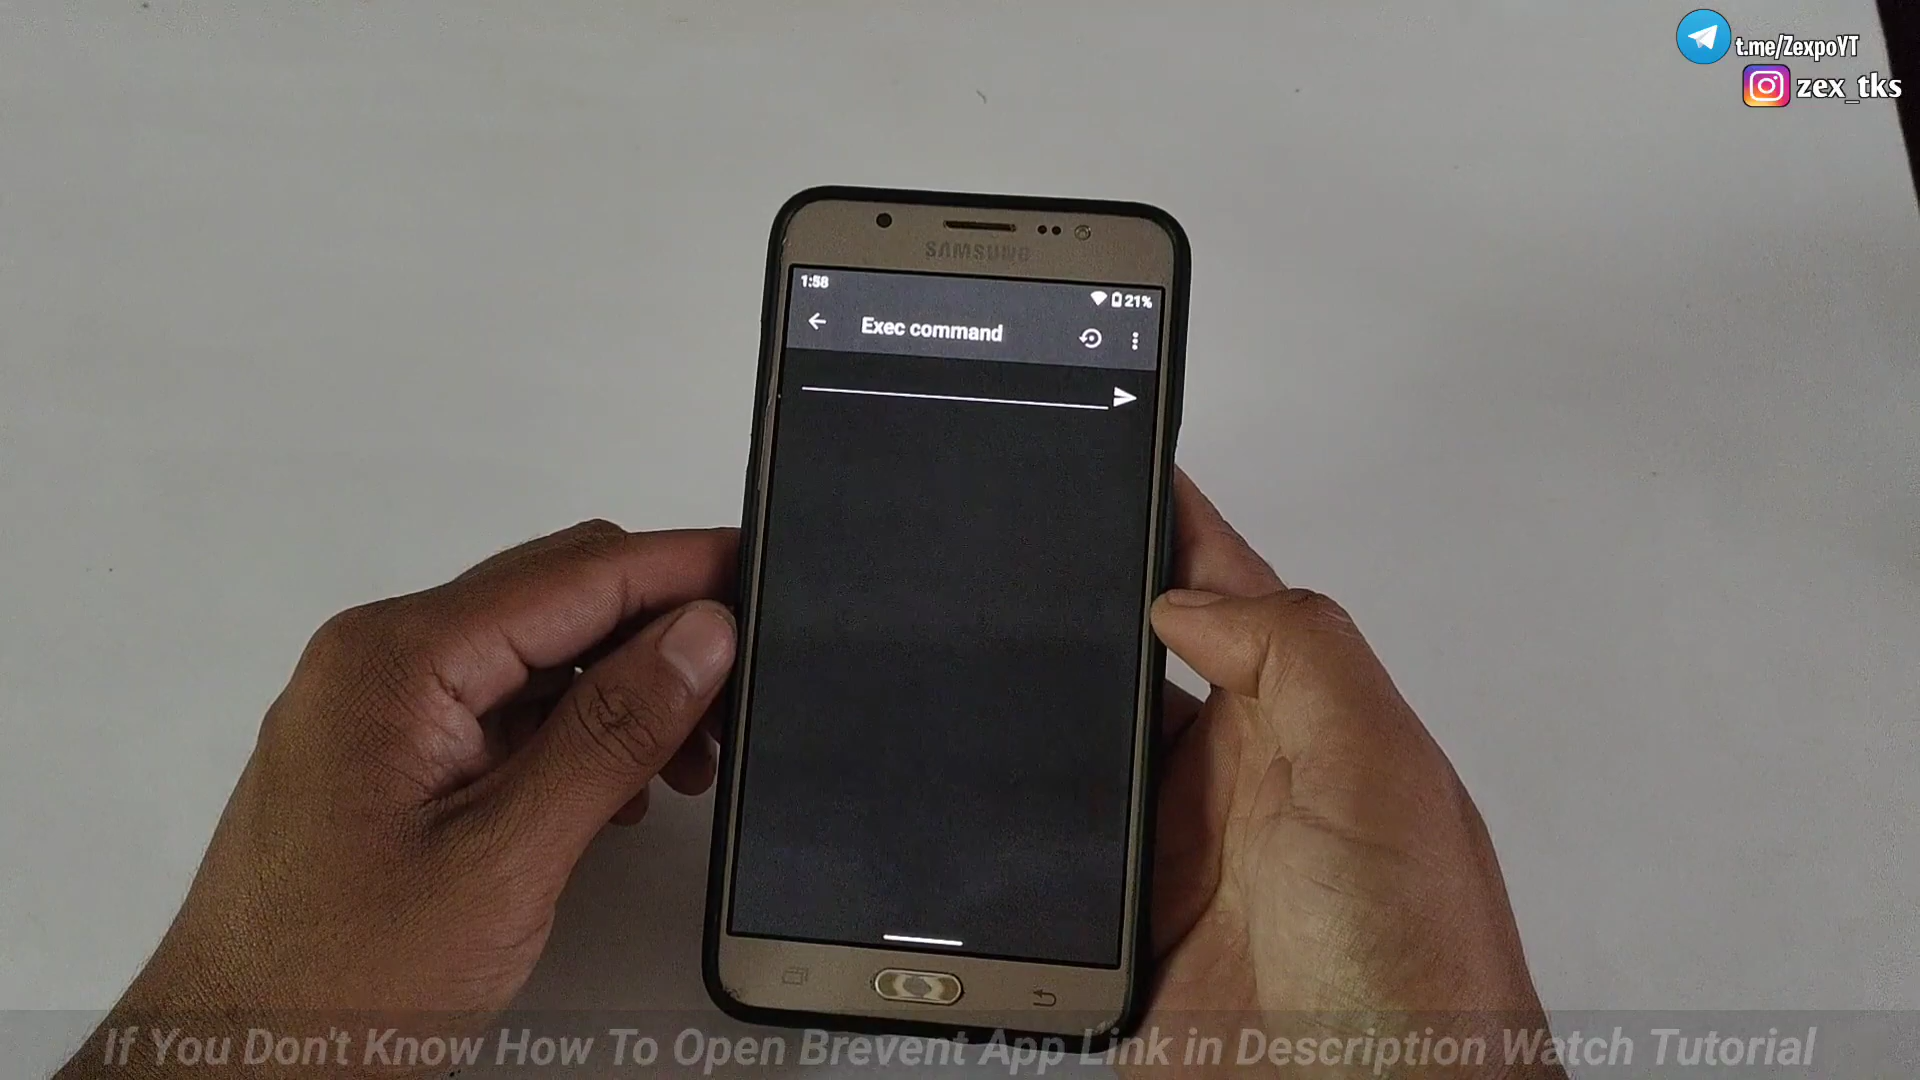 t.me/ZexpoYT
zex_tks
SAMSUNG
1:58
21%
Exec command
If You Don't Know How To Open Brevent App Link in Description Watch Tutorial